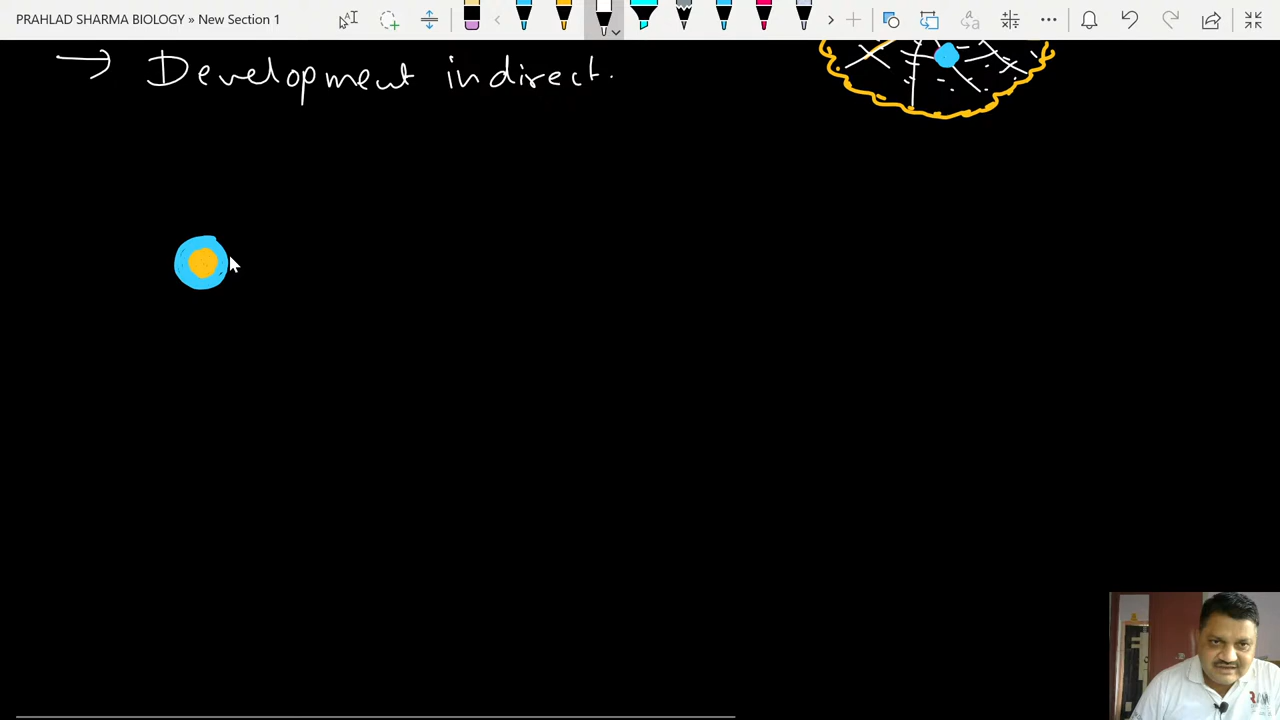 PRAHLAD SHARMA BIOLOGY » New Section 1
→ Development indirect.